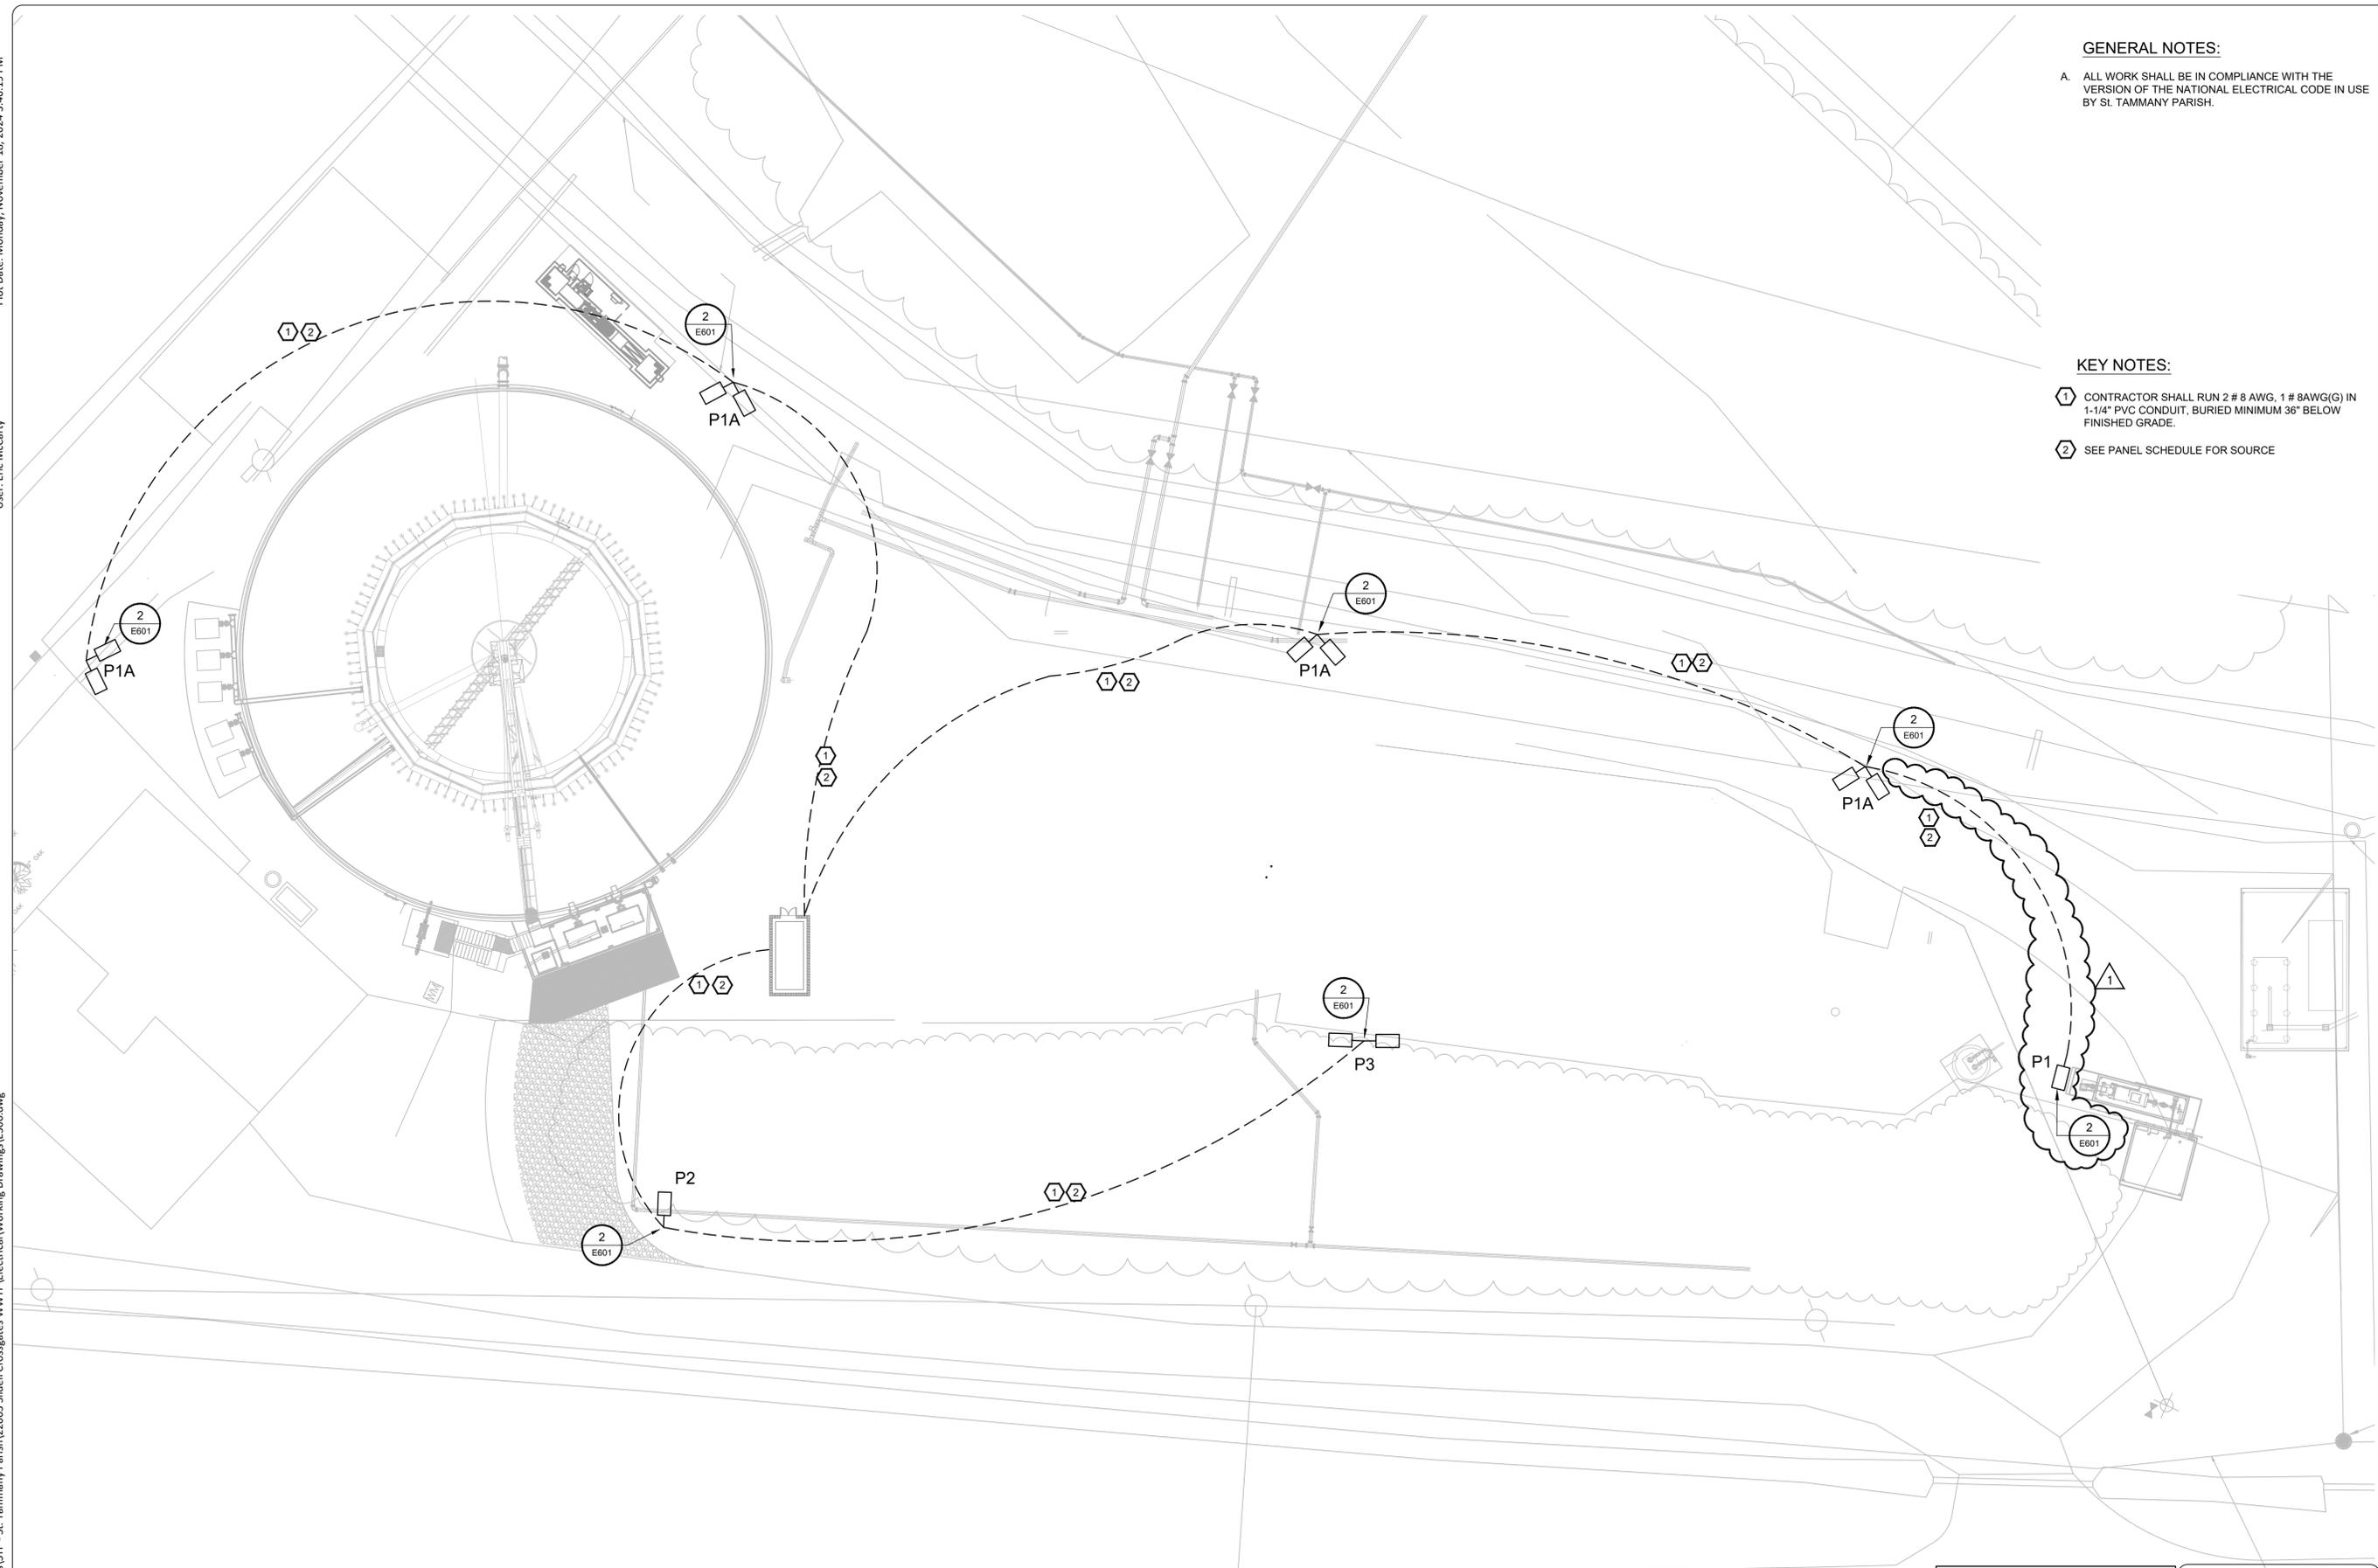 GENERAL NOTES:
A. ALL WORK SHALL BE IN COMPLIANCE WITH THE
VERSION OF THE NATIONAL ELECTRICAL CODE IN USE
BY St. TAMMANY PARISH.
KEY NOTES:
1 CONTRACTOR SHALL RUN 2 # 8 AWG, 1 # 8AWG(G) IN
1-1/4" PVC CONDUIT, BURIED MINIMUM 36" BELOW
FINISHED GRADE.
2 SEE PANEL SCHEDULE FOR SOURCE
1 2
2
E601
P1A
2
E601
P1A
2
E601
P1A
1 2
1 2
1
2
2
E601
P1A
1
2
1
1 2
2
E601
P3
P1
2
E601
P2
1 2
2
E601
OAK
OAK
WM